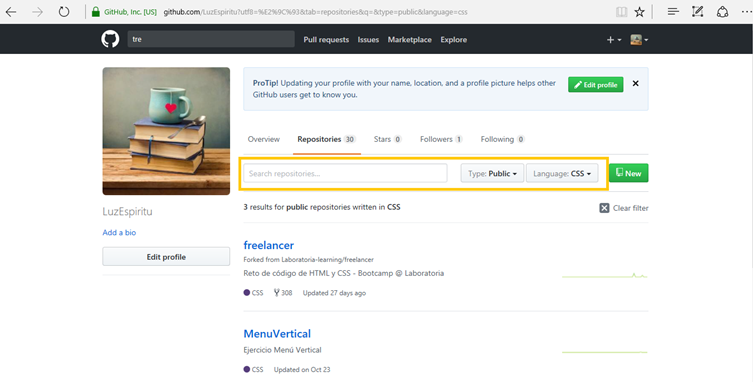 GitHub, Inc. [US] github.com/LuzEspiritu?utf8=%E2%9C%93&tab=repositories&q=&type=public&language=css
tre Pull requests Issues Marketplace Explore
ProTip! Updating your profile with your name, location, and a profile picture helps other
GitHub users get to know you.
Edit profile
Overview Repositories 30 Stars 0 Followers 1 Following 0
Search repositories... Type: Public Language: CSS New
LuzEspiritu
Add a bio
Edit profile
3 results for public repositories written in CSS Clear filter
freelancer
Forked from Laboratoria-learning/freelancer
Reto de código de HTML y CSS - Bootcamp @ Laboratoria
CSS 308 Updated 27 days ago
MenuVertical
Ejercicio Menú Vertical
CSS Updated on Oct 23